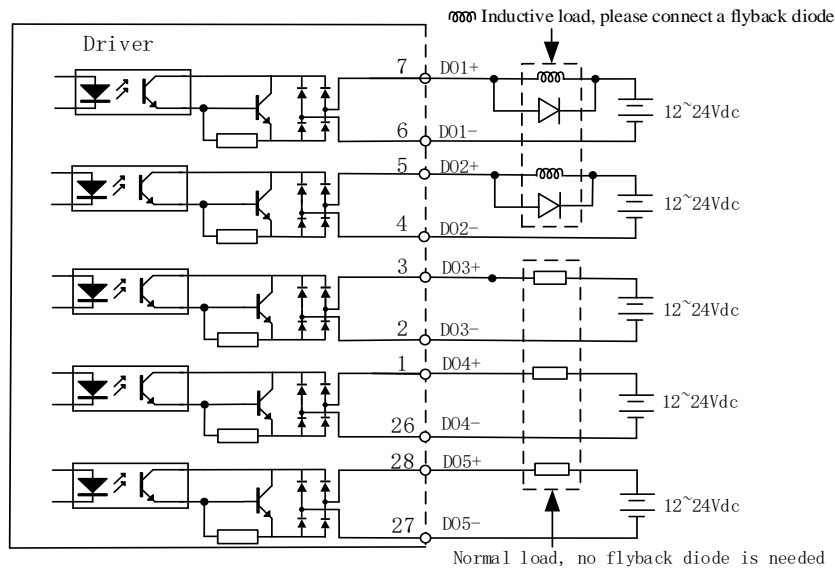 Inductive load, please connect a flyback diode
Driver
7 DO1+
12~24Vdc
6 DO1-
5 DO2+
12~24Vdc
4 DO2-
3 DO3+
12~24Vdc
2 DO3-
1 DO4+
12~24Vdc
26 DO4-
28 DO5+
12~24Vdc
27 DO5-
Normal load, no flyback diode is needed